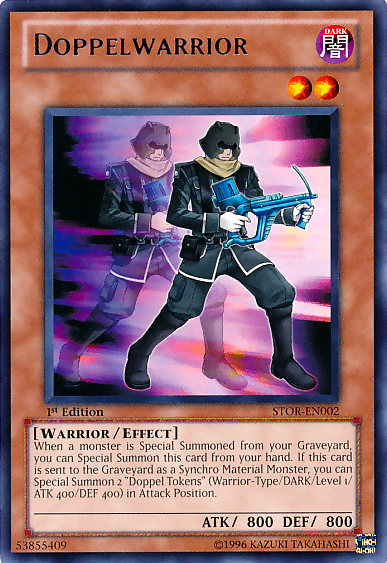 DOPPELWARRIOR
DARK
闇
1st Edition
STOR-EN002
[WARRIOR/EFFECT]
When a monster is Special Summoned from your Graveyard,
you can Special Summon this card from your hand. If this card
is sent to the Graveyard as a Synchro Material Monster, you can
Special Summon 2 "Doppel Tokens" (Warrior-Type/DARK/Level 1/
ATK 400/DEF 400) in Attack Position.
ATK/ 800 DEF/ 800
53855409
©1996 KAZUKI TAKAHASHI